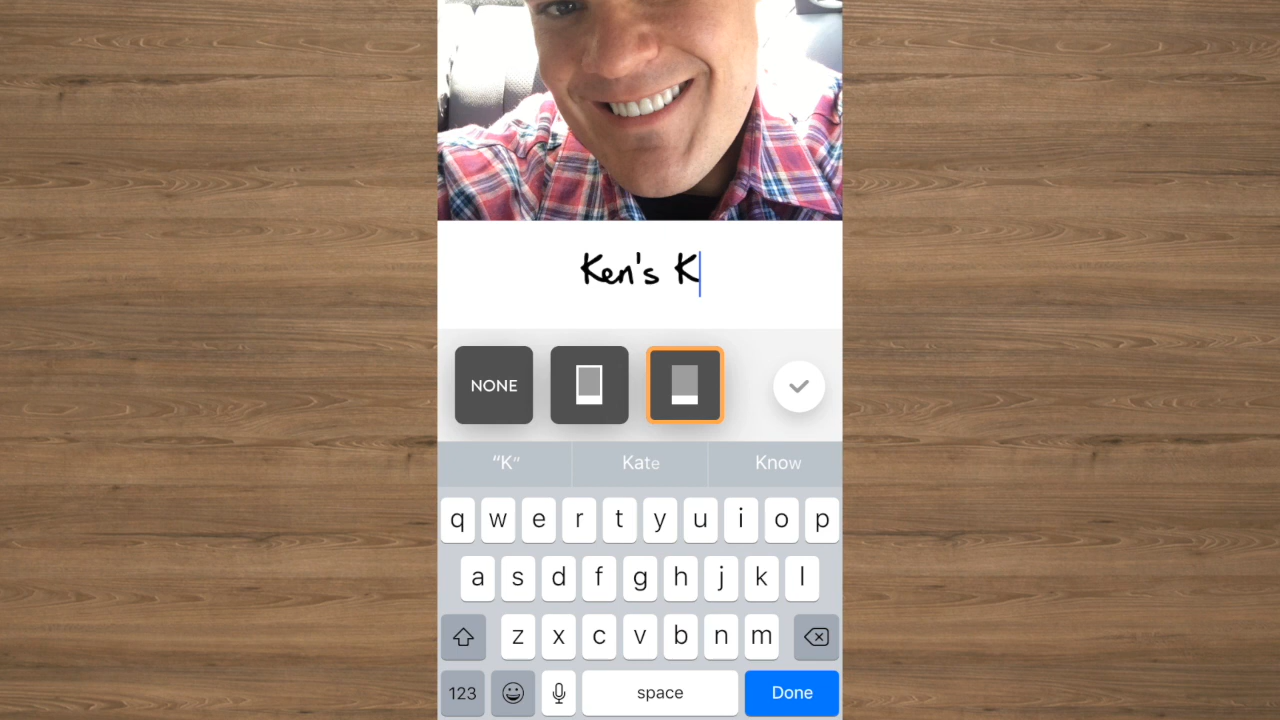 Ken's K
NONE
“K” Kate Know
q w e r t y u i o p
a s d f g h j k l
z x c v b n m
123 space Done